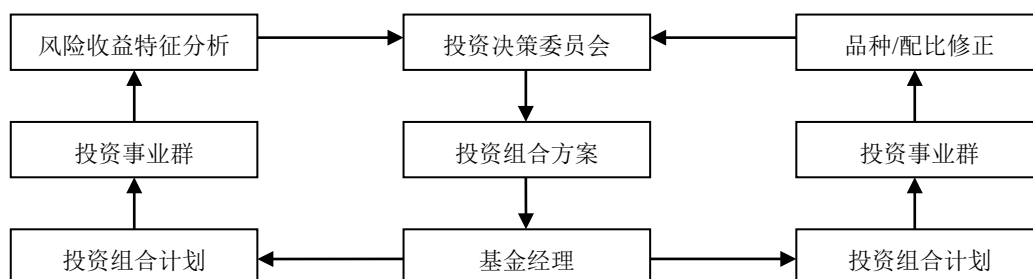 风险收益特征分析
投资决策委员会
品种/配比修正
投资事业群
投资组合方案
投资事业群
投资组合计划
基金经理
投资组合计划